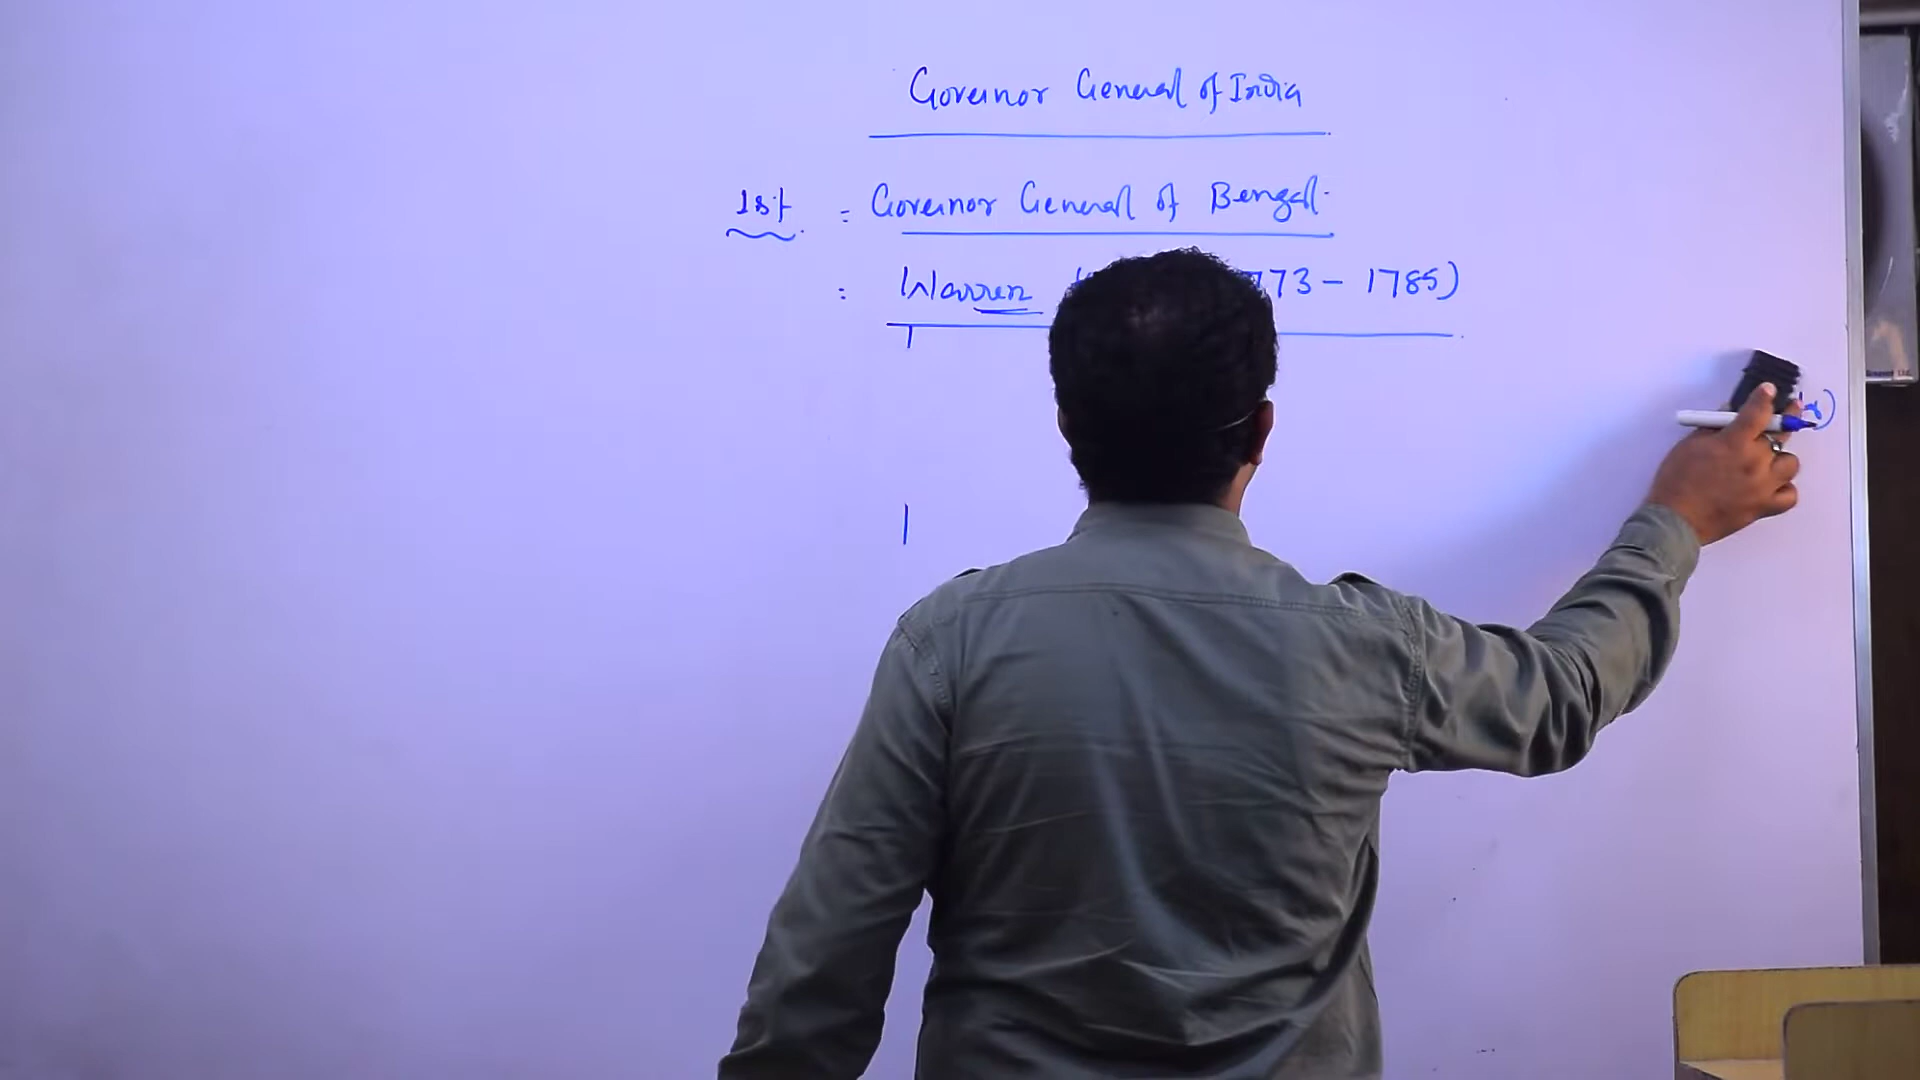 Governor General of India
1st = Governor General of Bengal.
= Warren 773 - 1785)